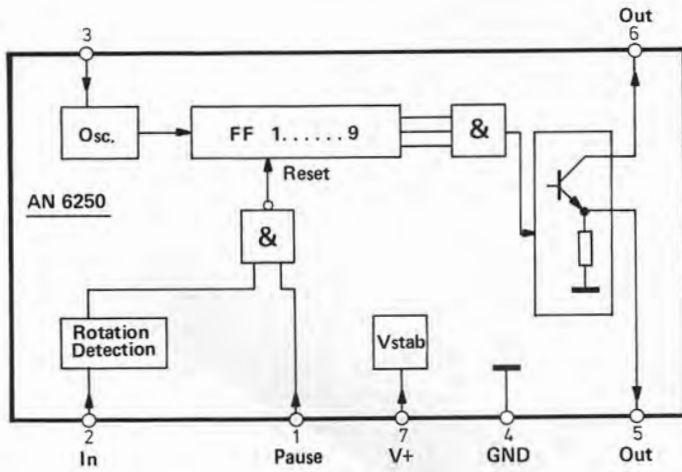 Out
3
6
Osc.
FF 1......9
&
Reset
AN 6250
&
Rotation
Detection
Vstab
2
1
7
4
5
In
Pause
V+
GND
Out